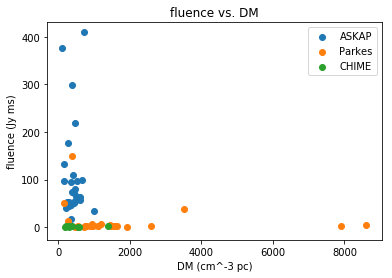 fluence vs. DM
ASKAP
Parkes
CHIME
fluence (Jy ms)
400
300
200
100
0
0 2000 4000 6000 8000
DM (cm^-3 pc)